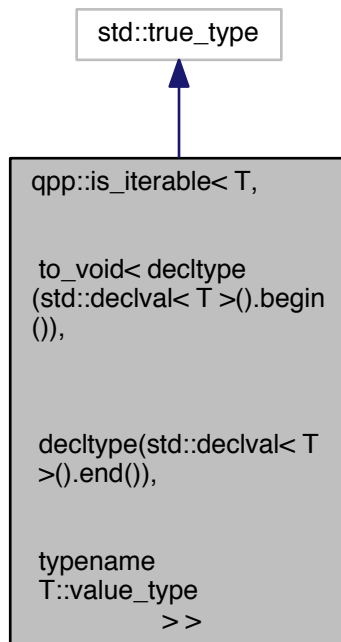 std::true_type
qpp::is_iterable< T,
to_void< decltype
(std::declval< T >().begin
()),
decltype(std::declval< T
>().end()),
typename
T::value_type
> >